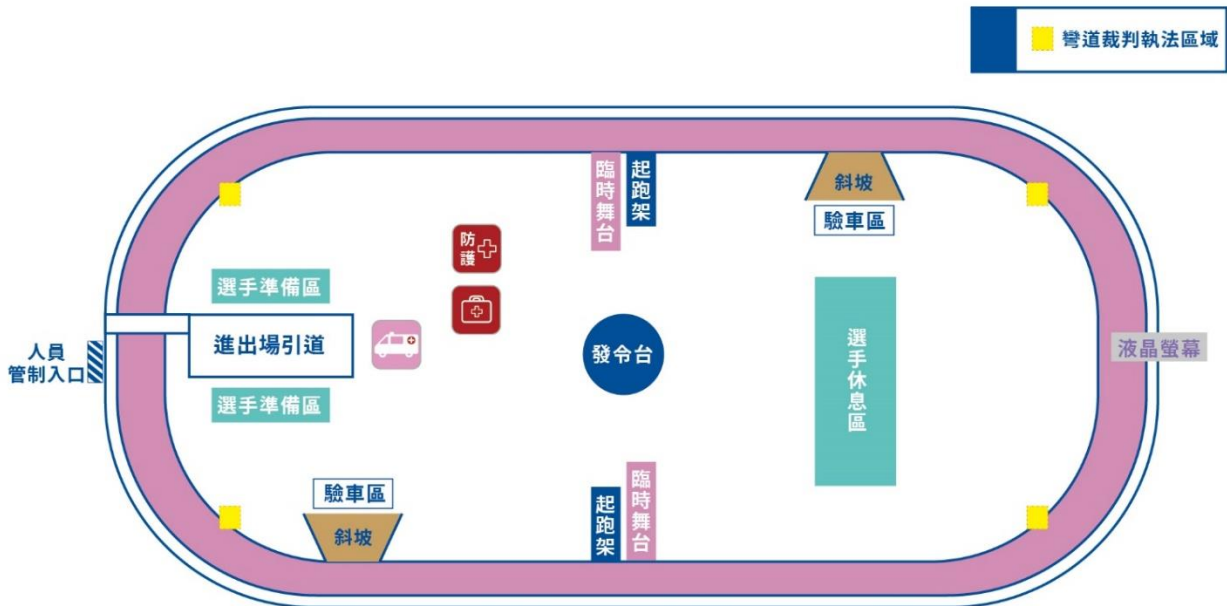 彎道裁判執法區域
臨時舞台
起跑架
斜坡
驗車區
防護
選手準備區
進出場引道
人員
管制入口
選手準備區
發令台
選手休息區
液晶螢幕
驗車區
斜坡
起跑架
臨時舞台